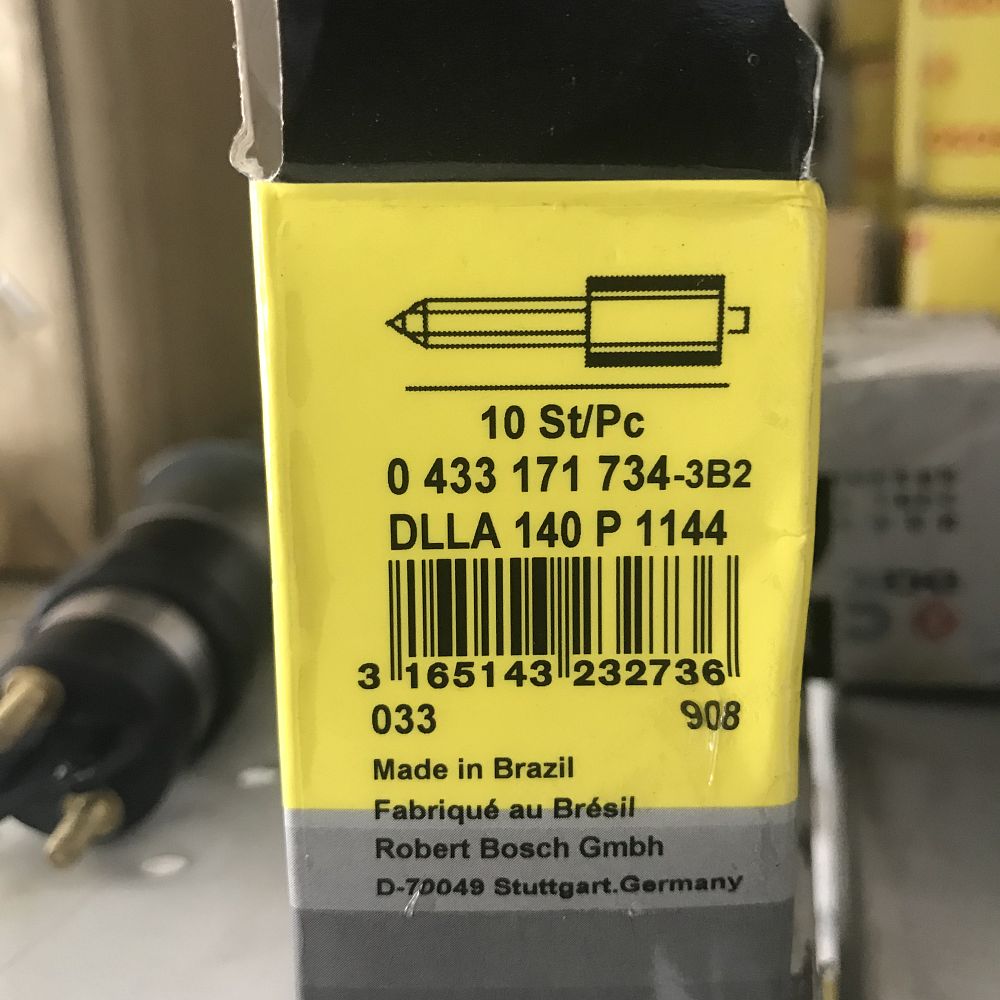 10 St/Pc
0 433 171 734-3B2
DLLA 140 P 1144
3 165143 232736
033 908
Made in Brazil
Fabriqué au Brésil
Robert Bosch Gmbh
D-70049 Stuttgart.Germany